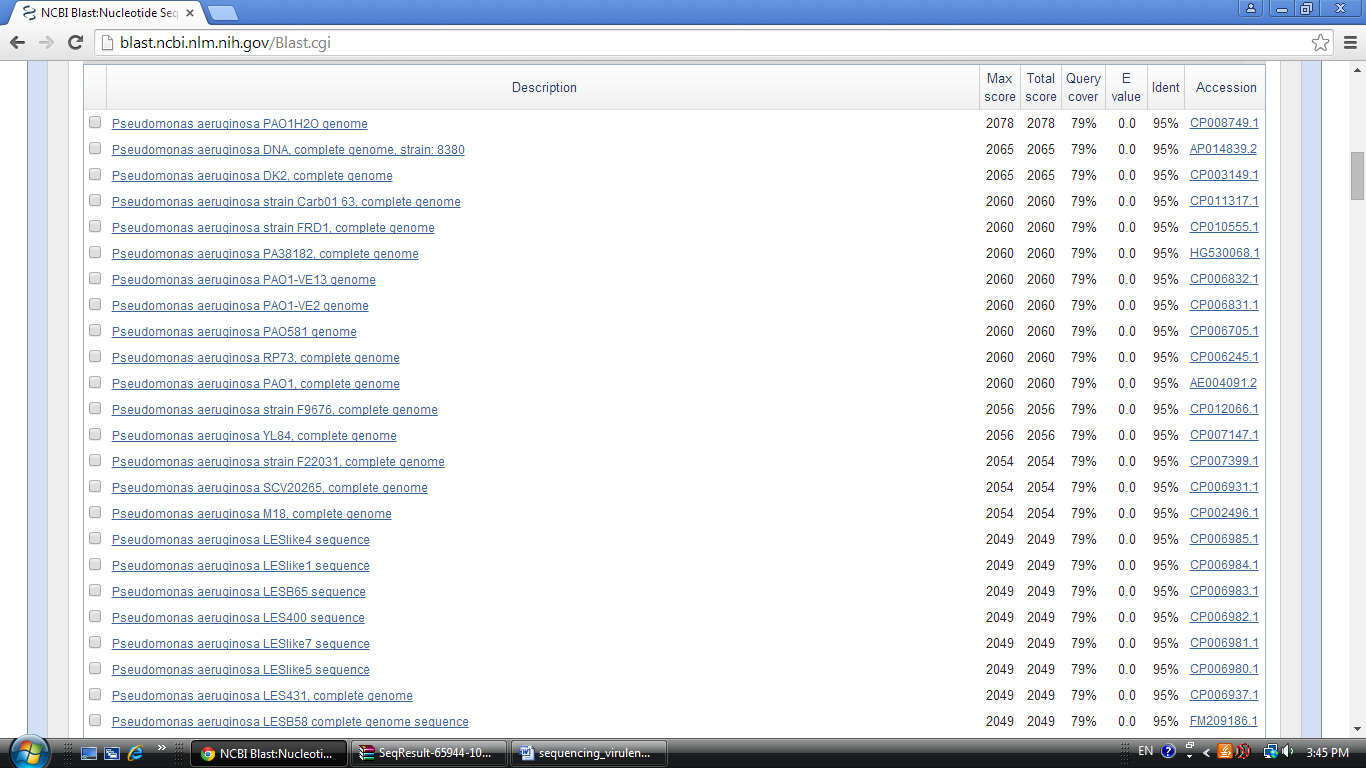 NCBI Blast:Nucleotide Seq
blast.ncbi.nlm.nih.gov/Blast.cgi
Description Max score Total score Query cover E value Ident Accession
Pseudomonas aeruginosa PAO1H2O genome 2078 2078 79% 0.0 95% CP008749.1
Pseudomonas aeruginosa DNA, complete genome, strain: 8380 2065 2065 79% 0.0 95% AP014839.2
Pseudomonas aeruginosa DK2, complete genome 2065 2065 79% 0.0 95% CP003149.1
Pseudomonas aeruginosa strain Carb01 63, complete genome 2060 2060 79% 0.0 95% CP011317.1
Pseudomonas aeruginosa strain FRD1, complete genome 2060 2060 79% 0.0 95% CP010555.1
Pseudomonas aeruginosa PA38182, complete genome 2060 2060 79% 0.0 95% HG530068.1
Pseudomonas aeruginosa PAO1-VE13 genome 2060 2060 79% 0.0 95% CP006832.1
Pseudomonas aeruginosa PAO1-VE2 genome 2060 2060 79% 0.0 95% CP006831.1
Pseudomonas aeruginosa PAO581 genome 2060 2060 79% 0.0 95% CP006705.1
Pseudomonas aeruginosa RP73, complete genome 2060 2060 79% 0.0 95% CP006245.1
Pseudomonas aeruginosa PAO1, complete genome 2060 2060 79% 0.0 95% AE004091.2
Pseudomonas aeruginosa strain F9676, complete genome 2056 2056 79% 0.0 95% CP012066.1
Pseudomonas aeruginosa YL84, complete genome 2056 2056 79% 0.0 95% CP007147.1
Pseudomonas aeruginosa strain F22031, complete genome 2054 2054 79% 0.0 95% CP007399.1
Pseudomonas aeruginosa SCV20265, complete genome 2054 2054 79% 0.0 95% CP006931.1
Pseudomonas aeruginosa M18, complete genome 2054 2054 79% 0.0 95% CP002496.1
Pseudomonas aeruginosa LESlike4 sequence 2049 2049 79% 0.0 95% CP006985.1
Pseudomonas aeruginosa LESlike1 sequence 2049 2049 79% 0.0 95% CP006984.1
Pseudomonas aeruginosa LESB65 sequence 2049 2049 79% 0.0 95% CP006983.1
Pseudomonas aeruginosa LES400 sequence 2049 2049 79% 0.0 95% CP006982.1
Pseudomonas aeruginosa LESlike7 sequence 2049 2049 79% 0.0 95% CP006981.1
Pseudomonas aeruginosa LESlike5 sequence 2049 2049 79% 0.0 95% CP006980.1
Pseudomonas aeruginosa LES431, complete genome 2049 2049 79% 0.0 95% CP006937.1
Pseudomonas aeruginosa LESB58 complete genome sequence 2049 2049 79% 0.0 95% FM209186.1
NCBI Blast:Nucleoti... SeqResult-65944-10... sequencing_virulen... EN 3:45 PM